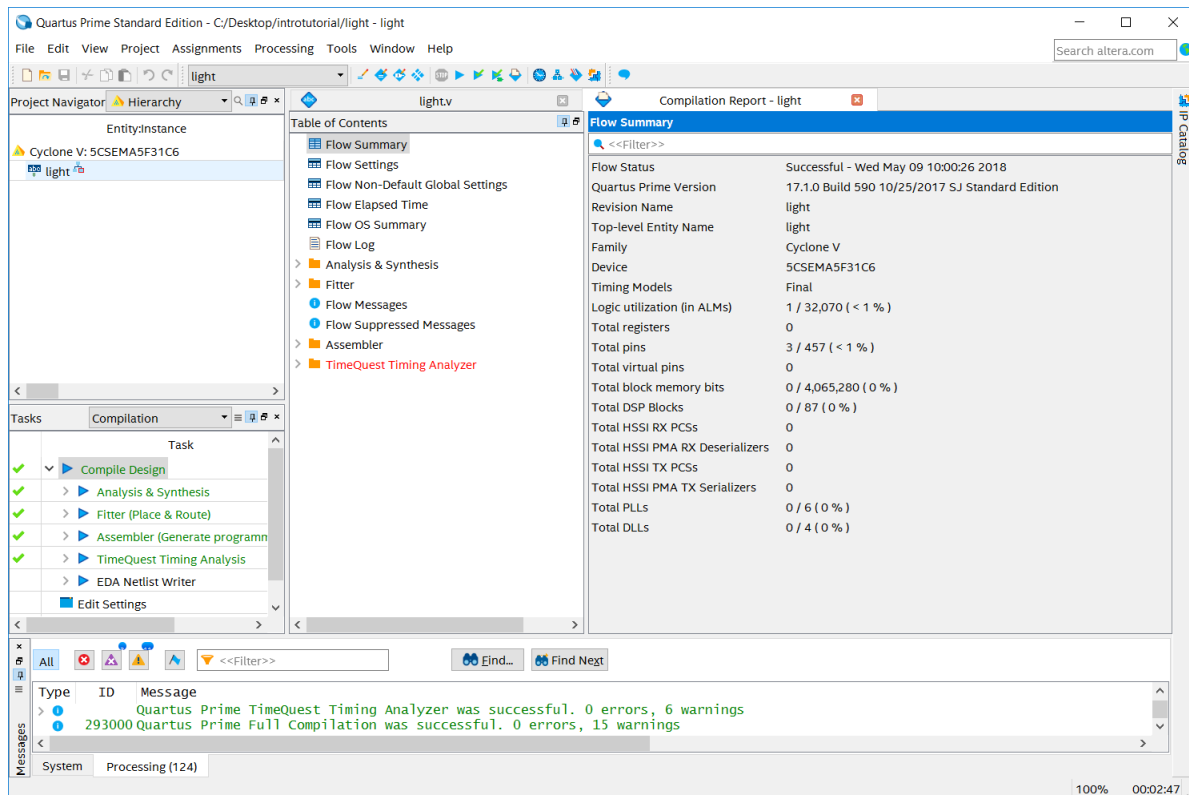 Quartus Prime Standard Edition - C:/Desktop/introtutorial/light - light
File Edit View Project Assignments Processing Tools Window Help
Search altera.com
light
Project Navigator Hierarchy
Entity:Instance
Cyclone V: 5CSEMA5F31C6
light
Tasks Compilation
Task
Compile Design
Analysis & Synthesis
Fitter (Place & Route)
Assembler (Generate programm
TimeQuest Timing Analysis
EDA Netlist Writer
Edit Settings
light.v
Table of Contents
Flow Summary
Flow Settings
Flow Non-Default Global Settings
Flow Elapsed Time
Flow OS Summary
Flow Log
Analysis & Synthesis
Fitter
Flow Messages
Flow Suppressed Messages
Assembler
TimeQuest Timing Analyzer
Compilation Report - light
Flow Summary
<<Filter>>
Flow Status Successful - Wed May 09 10:00:26 2018
Quartus Prime Version 17.1.0 Build 590 10/25/2017 SJ Standard Edition
Revision Name light
Top-level Entity Name light
Family Cyclone V
Device 5CSEMA5F31C6
Timing Models Final
Logic utilization (in ALMs) 1 / 32,070 ( < 1 % )
Total registers 0
Total pins 3 / 457 ( < 1 % )
Total virtual pins 0
Total block memory bits 0 / 4,065,280 ( 0 % )
Total DSP Blocks 0 / 87 ( 0 % )
Total HSSI RX PCSs 0
Total HSSI PMA RX Deserializers 0
Total HSSI TX PCSs 0
Total HSSI PMA TX Serializers 0
Total PLLs 0 / 6 ( 0 % )
Total DLLs 0 / 4 ( 0 % )
IP Catalog
All <<Filter>> Find... Find Next
Type ID Message
Quartus Prime TimeQuest Timing Analyzer was successful. 0 errors, 6 warnings
293000 Quartus Prime Full Compilation was successful. 0 errors, 15 warnings
Messages
System Processing (124)
100% 00:02:47